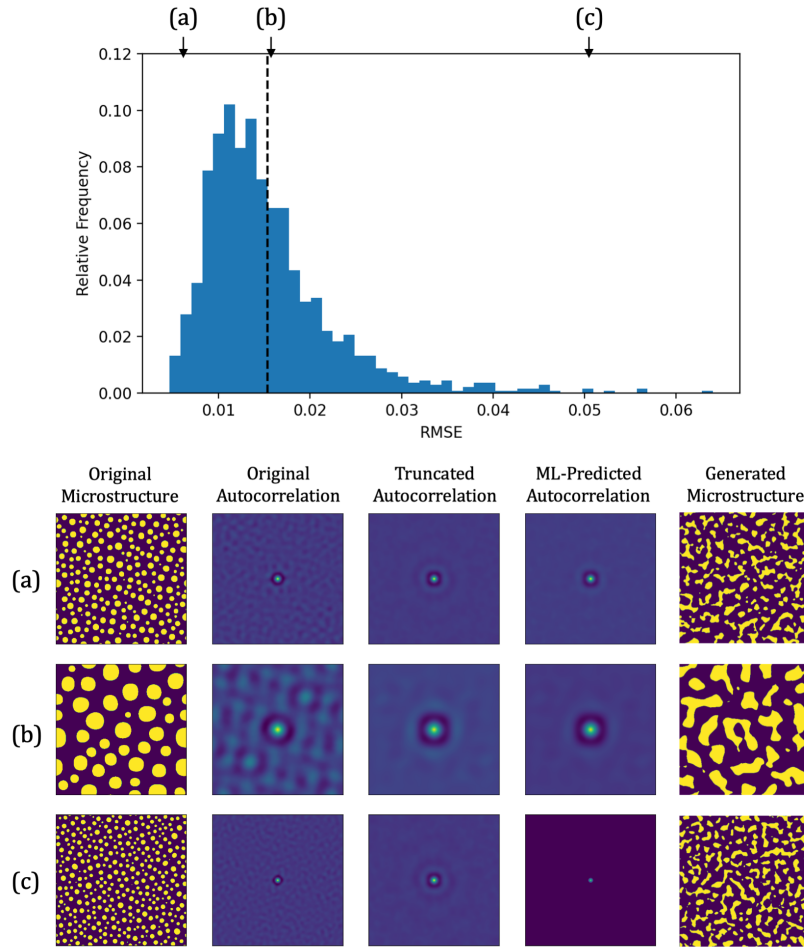 (a) (b) (c)
0.12
0.10
0.08
0.06
0.04
0.02
0.00
Relative Frequency
0.01 0.02 0.03 0.04 0.05 0.06
RMSE
Original Original Truncated ML-Predicted Generated
Microstructure Autocorrelation Autocorrelation Autocorrelation Microstructure
(a)
(b)
(c)